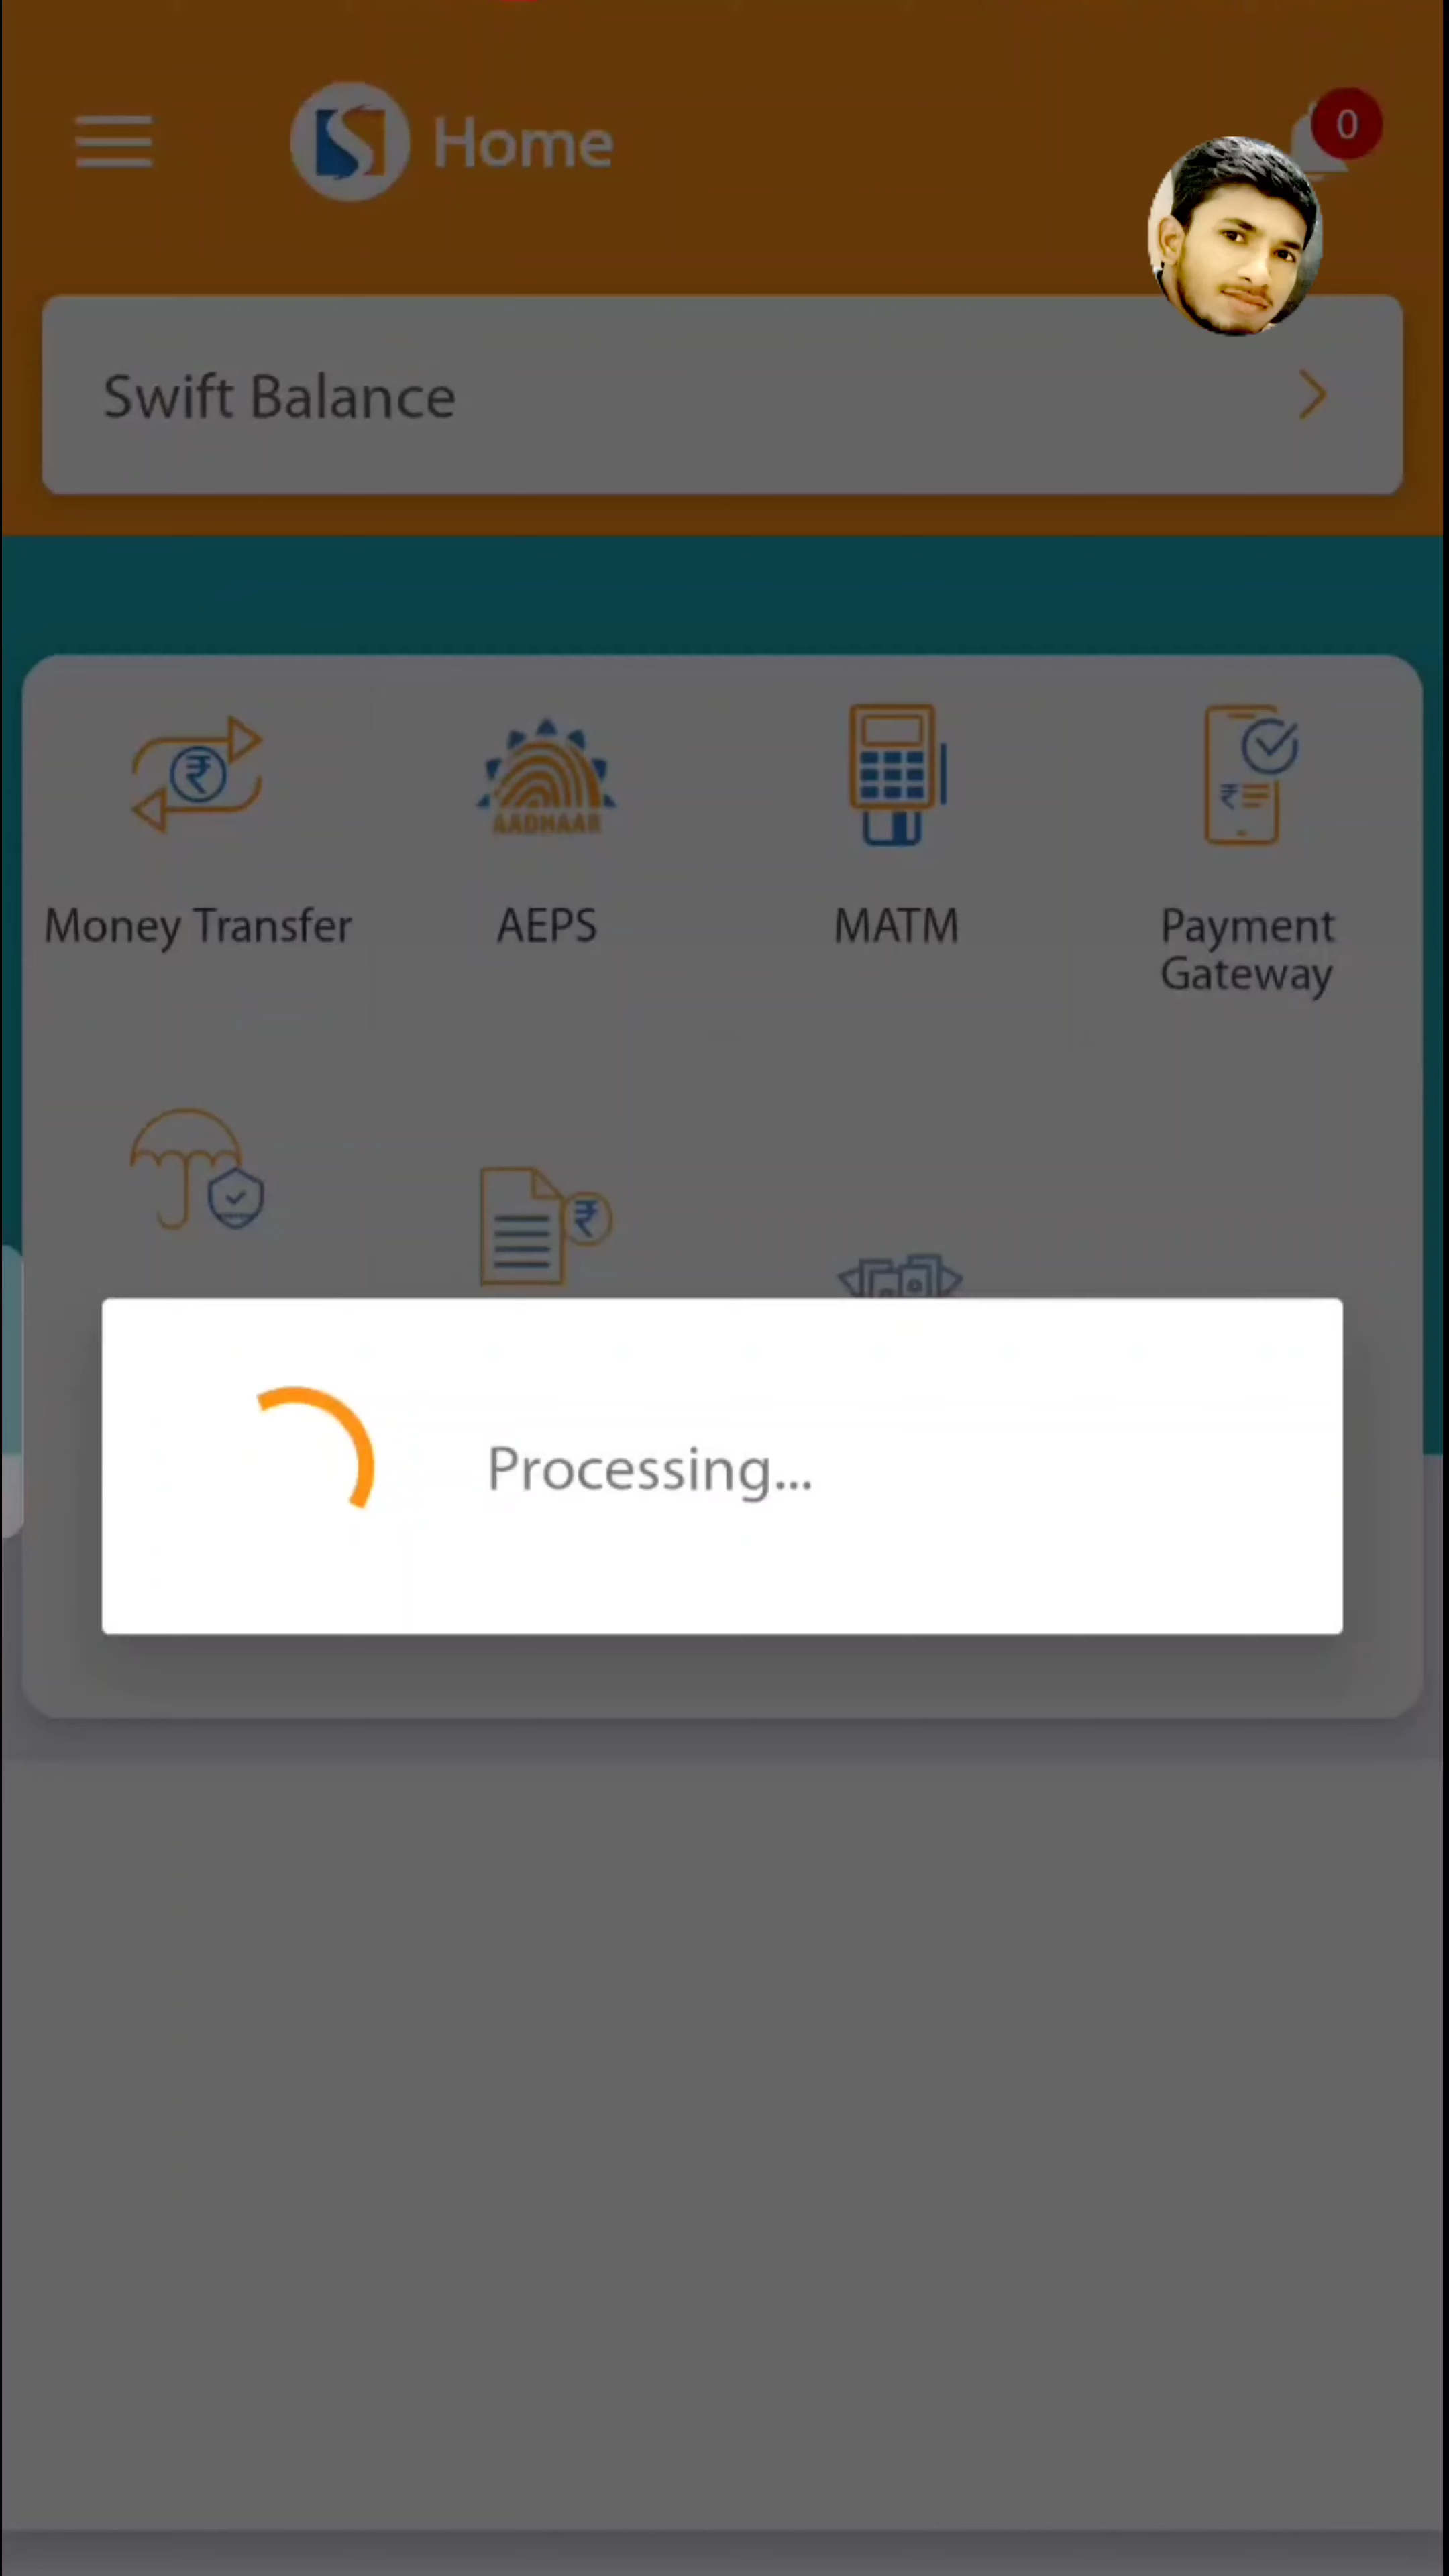 Home
0
Swift Balance
AADHAAR
Money Transfer
AEPS
MATM
Payment
Gateway
Processing...